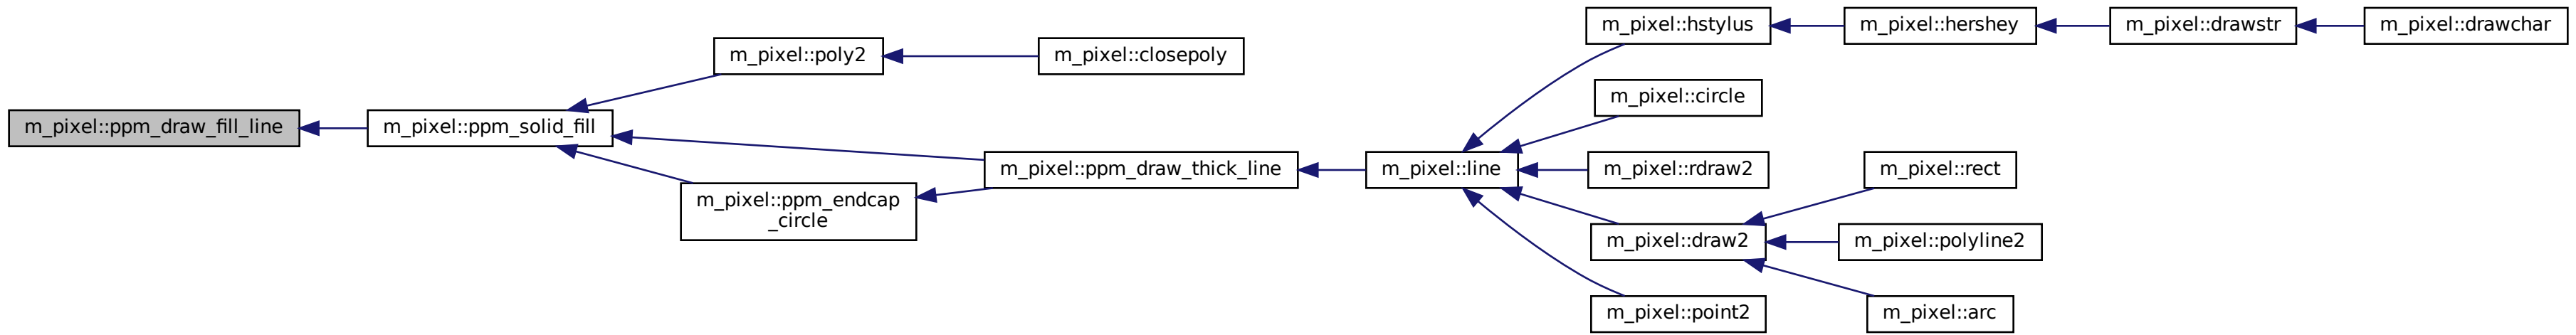 m_pixel::ppm_draw_fill_line
m_pixel::ppm_solid_fill
m_pixel::poly2
m_pixel::closepoly
m_pixel::ppm_endcap
_circle
m_pixel::ppm_draw_thick_line
m_pixel::line
m_pixel::hstylus
m_pixel::hershey
m_pixel::drawstr
m_pixel::drawchar
m_pixel::circle
m_pixel::rdraw2
m_pixel::draw2
m_pixel::rect
m_pixel::polyline2
m_pixel::arc
m_pixel::point2